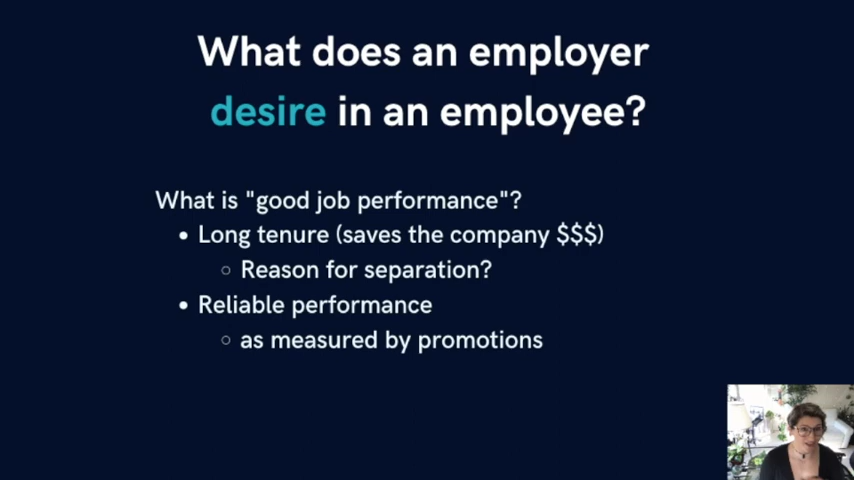 What does an employer
desire in an employee?
What is "good job performance"?
Long tenure (saves the company $$$)
Reason for separation?
Reliable performance
as measured by promotions